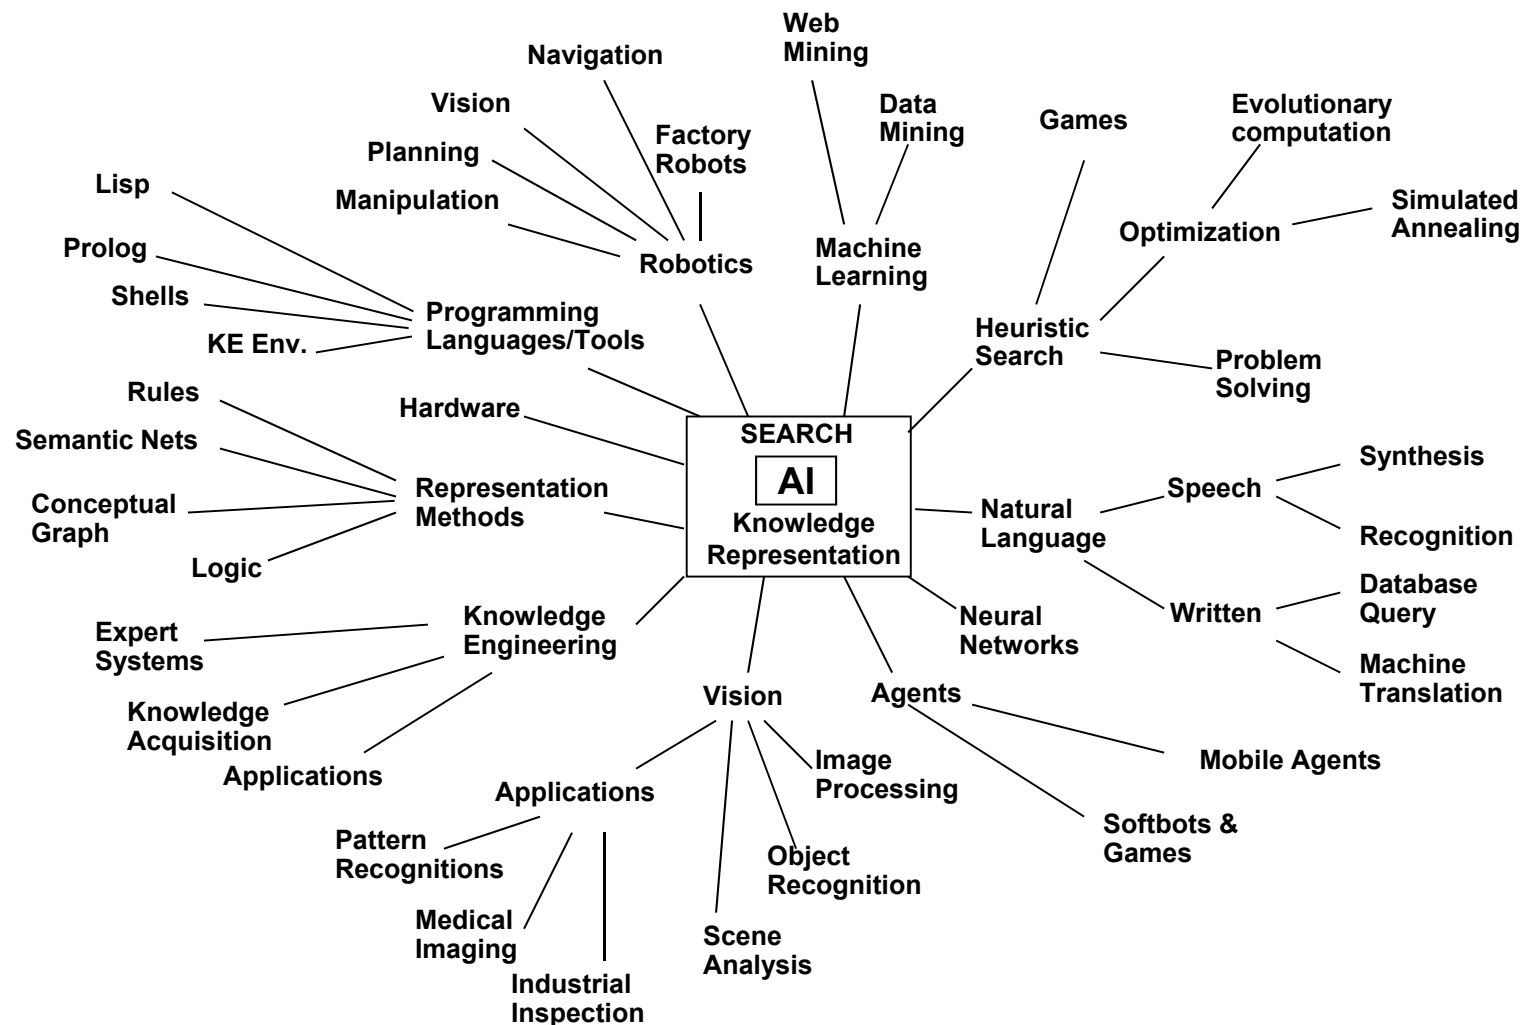 Web
Mining
Navigation
Vision
Data
Mining
Games
Evolutionary
computation
Factory
Robots
Planning
Lisp
Manipulation
Simulated
Annealing
Prolog
Robotics
Machine
Learning
Optimization
Shells
Programming
Languages/Tools
KE Env.
Heuristic
Search
Problem
Solving
Rules
Hardware
SEARCH
AI
Knowledge
Representation
Semantic Nets
Representation
Methods
Conceptual
Graph
Logic
Natural
Language
Speech
Synthesis
Recognition
Written
Database
Query
Machine
Translation
Neural
Networks
Knowledge
Engineering
Expert
Systems
Knowledge
Acquisition
Applications
Vision
Agents
Mobile Agents
Softbots &
Games
Image
Processing
Applications
Pattern
Recognitions
Object
Recognition
Medical
Imaging
Scene
Analysis
Industrial
Inspection